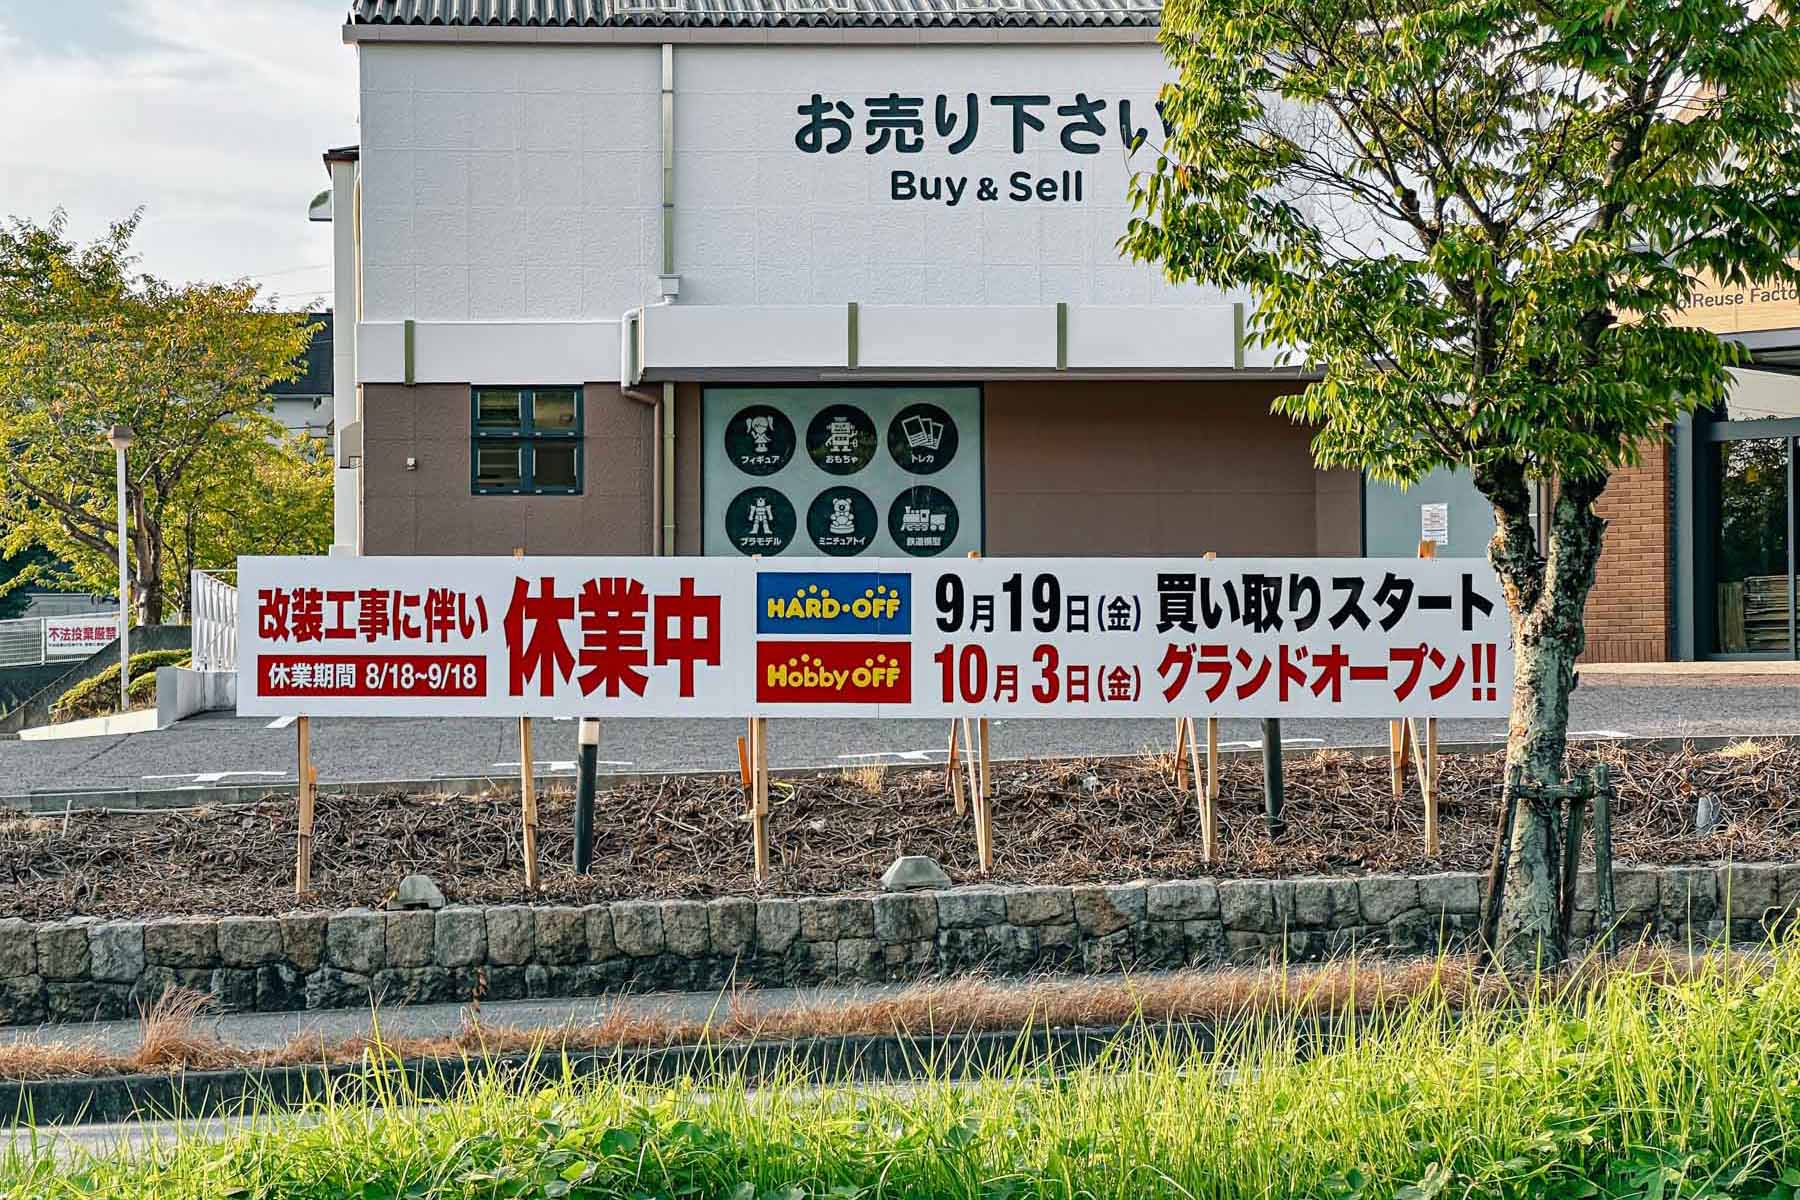 お売り下さい
Buy & Sell
Reuse Facto
フィギュア
おもちゃ
トレカ
プラモデル
ミニチュアトイ
鉄道模型
改装工事に伴い
休業期間 8/18~9/18
休業中
HARD・OFF
HobbyOFF
9月19日(金) 買い取りスタート
10月3日(金) グランドオープン!!
不法投棄厳禁